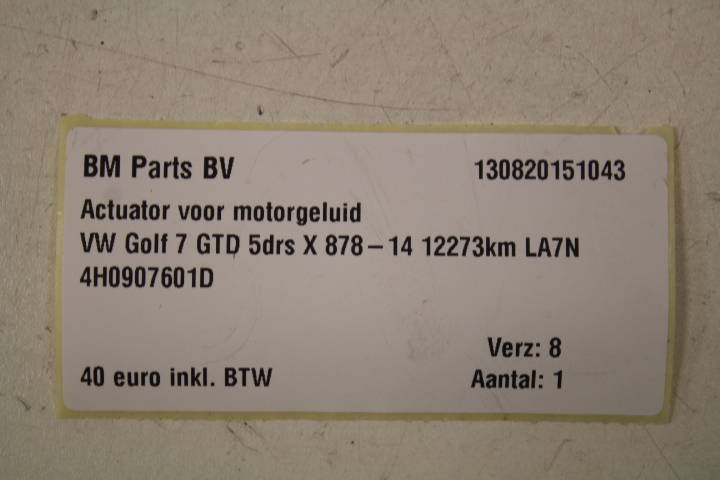 BM Parts BV 130820151043
Actuator voor motorgeluid
VW Golf 7 GTD 5drs X 878-14 12273km LA7N
4H0907601D
Verz: 8
40 euro inkl. BTW Aantal: 1